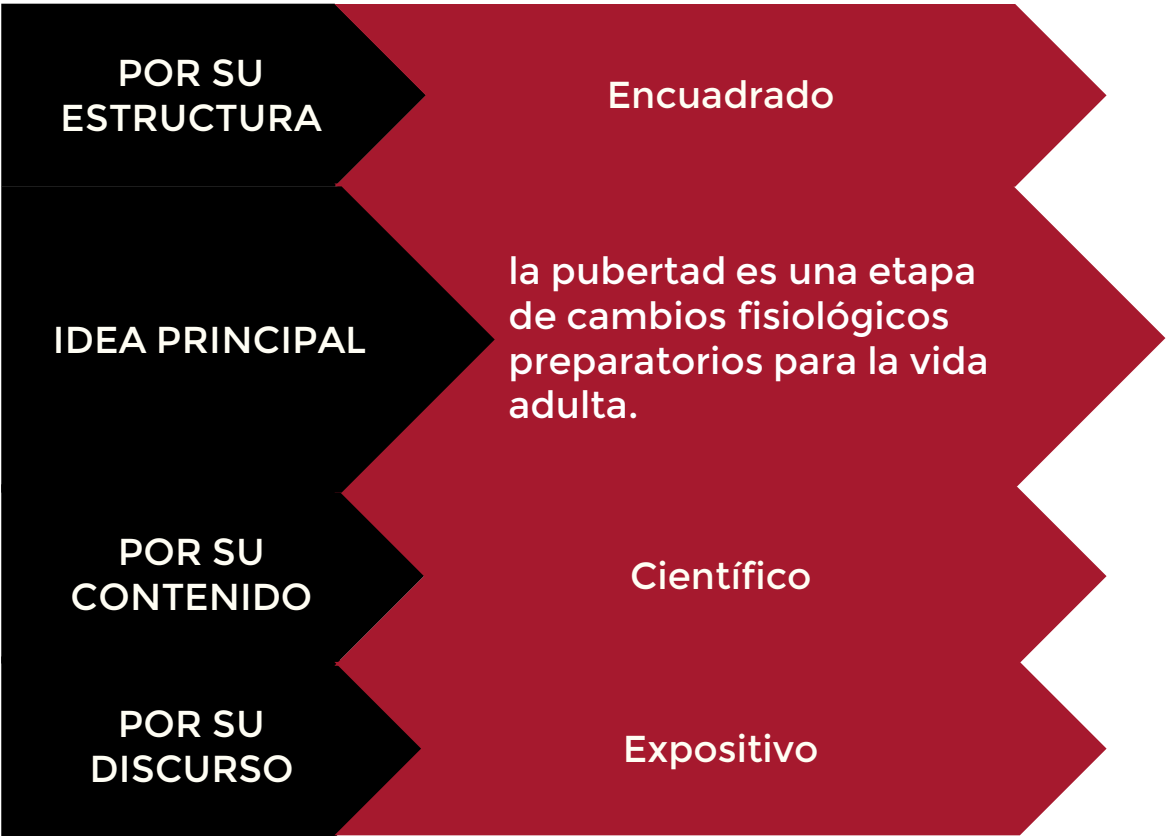 POR SU
ESTRUCTURA
Encuadrado
IDEA PRINCIPAL
la pubertad es una etapa
de cambios fisiológicos
preparatorios para la vida
adulta.
POR SU
CONTENIDO
Científico
POR SU
DISCURSO
Expositivo